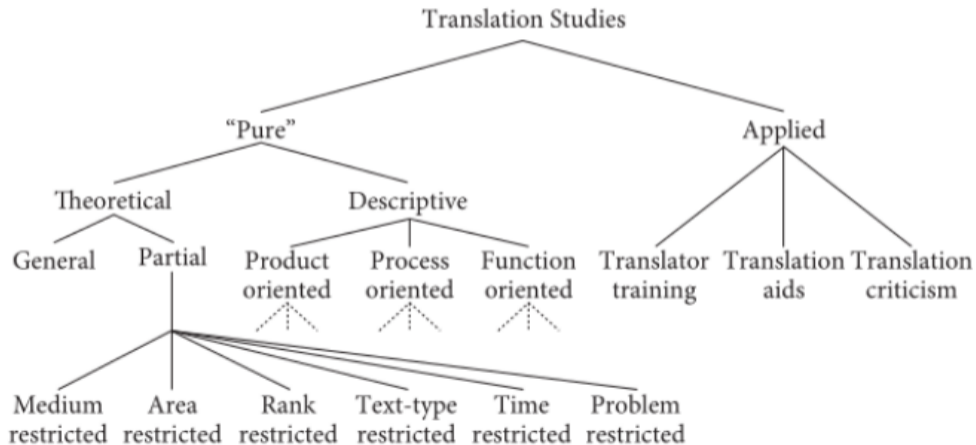 Translation Studies
“Pure” Applied
Theoretical Descriptive
General Partial Product Process Function Translator Translation Translation
oriented oriented oriented training aids criticism
Medium Area Rank Text-type Time Problem
restricted restricted restricted restricted restricted restricted